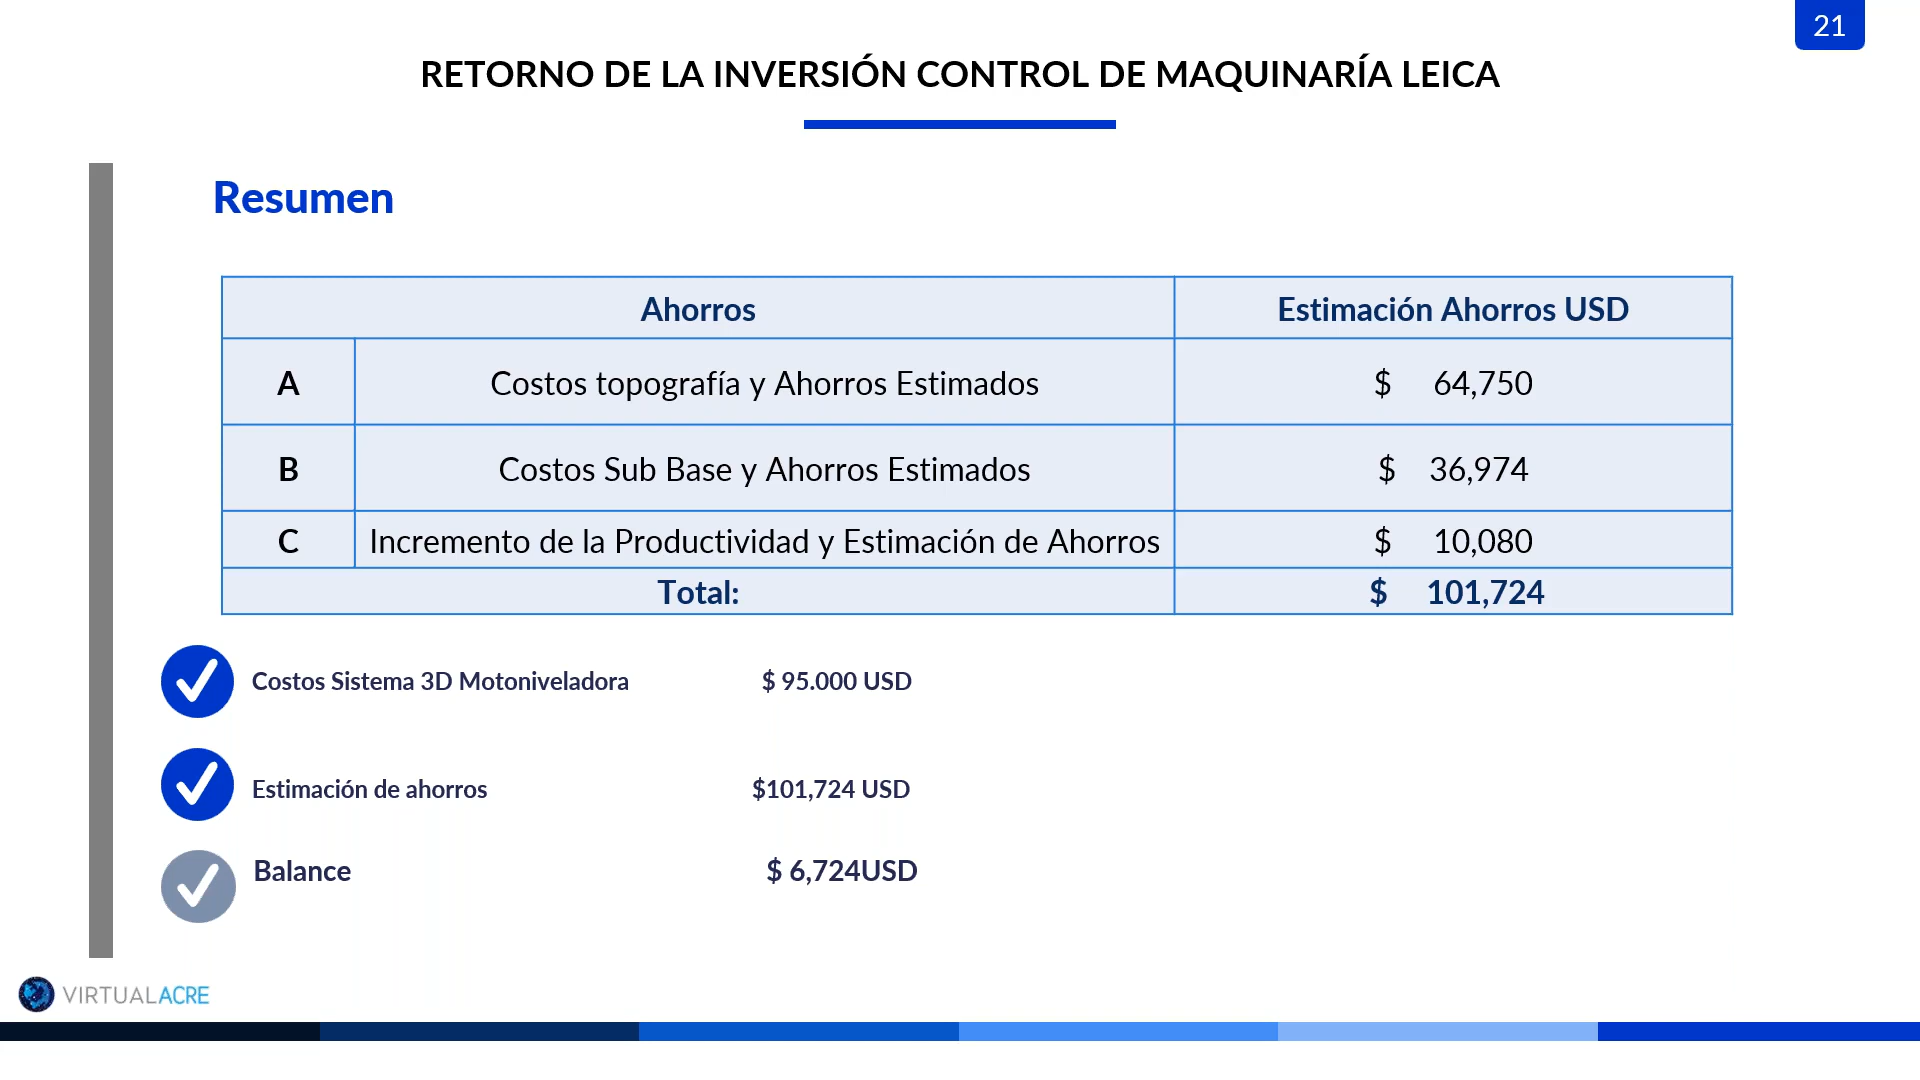 21
RETORNO DE LA INVERSIÓN CONTROL DE MAQUINARÍA LEICA
Resumen
Ahorros Estimación Ahorros USD
A Costos topografía y Ahorros Estimados $ 64,750
B Costos Sub Base y Ahorros Estimados $ 36,974
C Incremento de la Productividad y Estimación de Ahorros $ 10,080
Total: $ 101,724
Costos Sistema 3D Motoniveladora $ 95.000 USD
Estimación de ahorros $101,724 USD
Balance $ 6,724USD
VIRTUALACRE